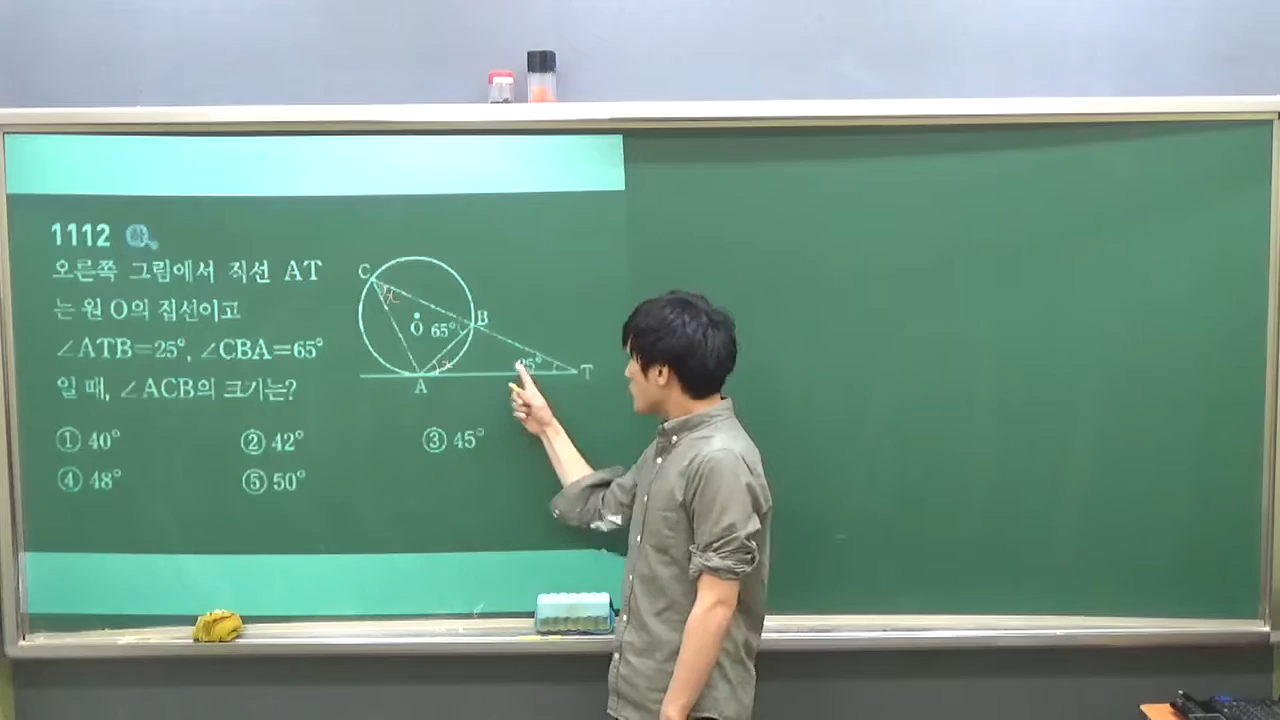 1112 하
오른쪽 그림에서 직선 AT
는 원 O의 접선이고
∠ATB=25°, ∠CBA=65°
일 때, ∠ACB의 크기는?
① 40° ② 42° ③ 45°
④ 48° ⑤ 50°
C
x
O
65°
B
x
25°
T
A